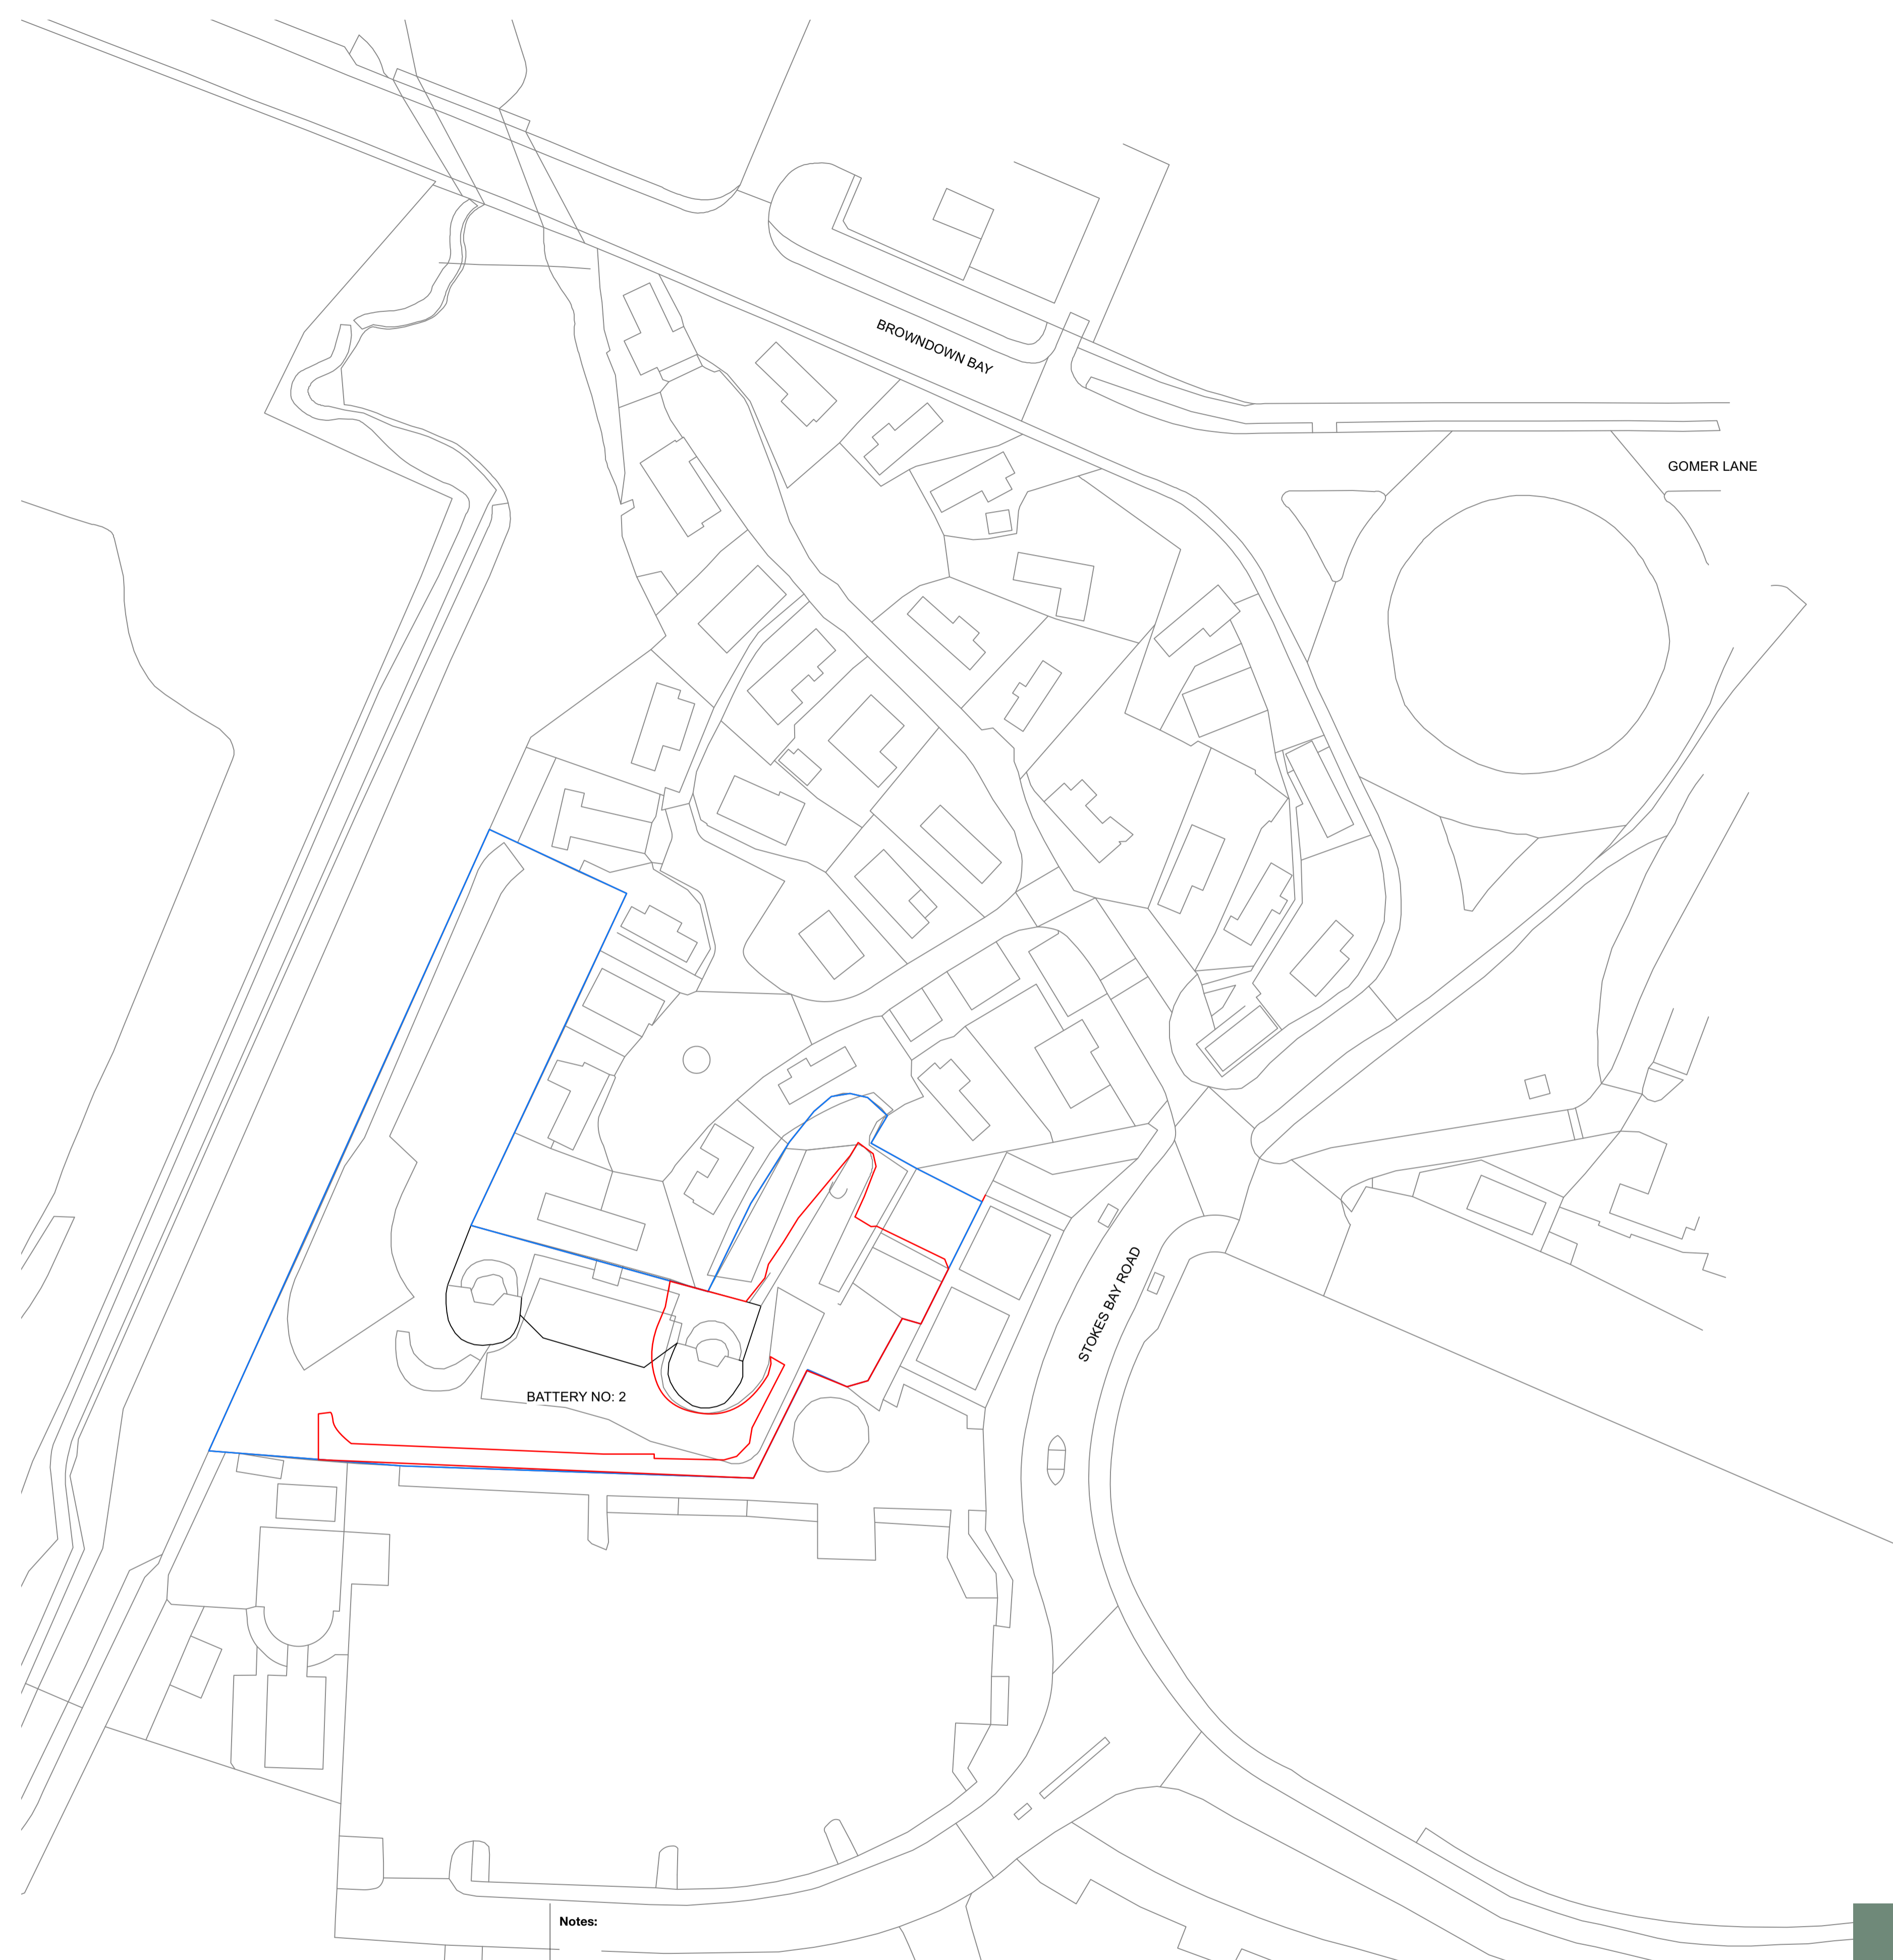 BROWNDOWN BAY
GOMER LANE
STOKES BAY ROAD
BATTERY NO: 2
Notes: